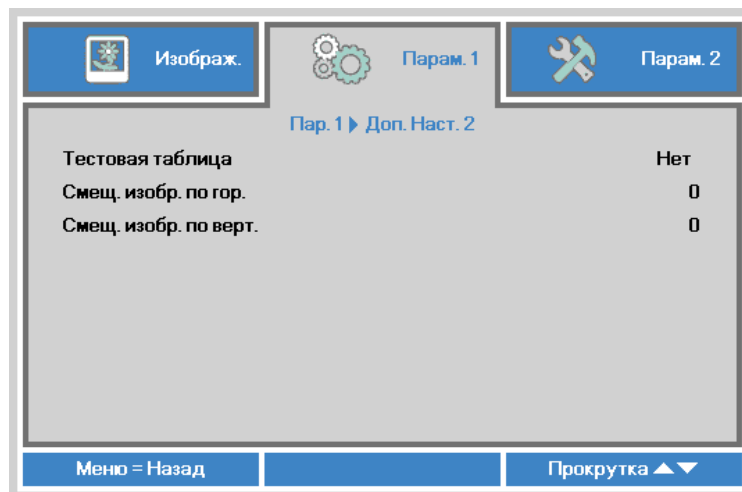 Изображ. Парам. 1 Парам. 2
Пар. 1 ▶ Доп. Наст. 2
Тестовая таблица Нет
Смещ. изобр. по гор. 0
Смещ. изобр. по верт. 0
Меню = Назад Прокрутка ▲▼